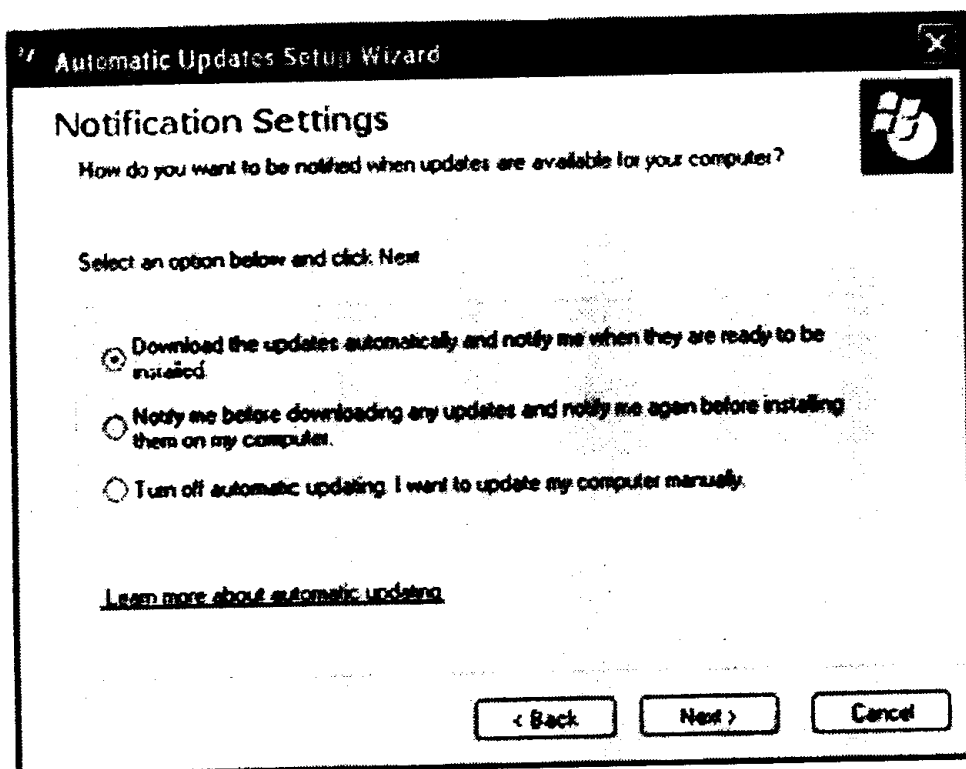 Automatic Updates Setup Wizard
Notification Settings
How do you want to be notified when updates are available for your computer?
Select an option below and click Next
Download the updates automatically and notify me when they are ready to be
installed.
Notify me before downloading any updates and notify me again before installing
them on my computer.
Turn off automatic updating. I want to update my computer manually.
Learn more about automatic updating
< Back
Next >
Cancel